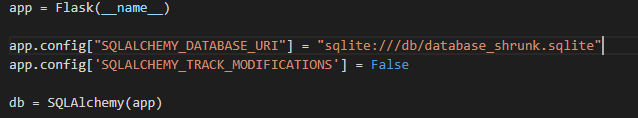 app = Flask(__name__)
app.config["SQLALCHEMY_DATABASE_URI"] = "sqlite:///db/database_shrunk.sqlite"
app.config['SQLALCHEMY_TRACK_MODIFICATIONS'] = False
db = SQLAlchemy(app)